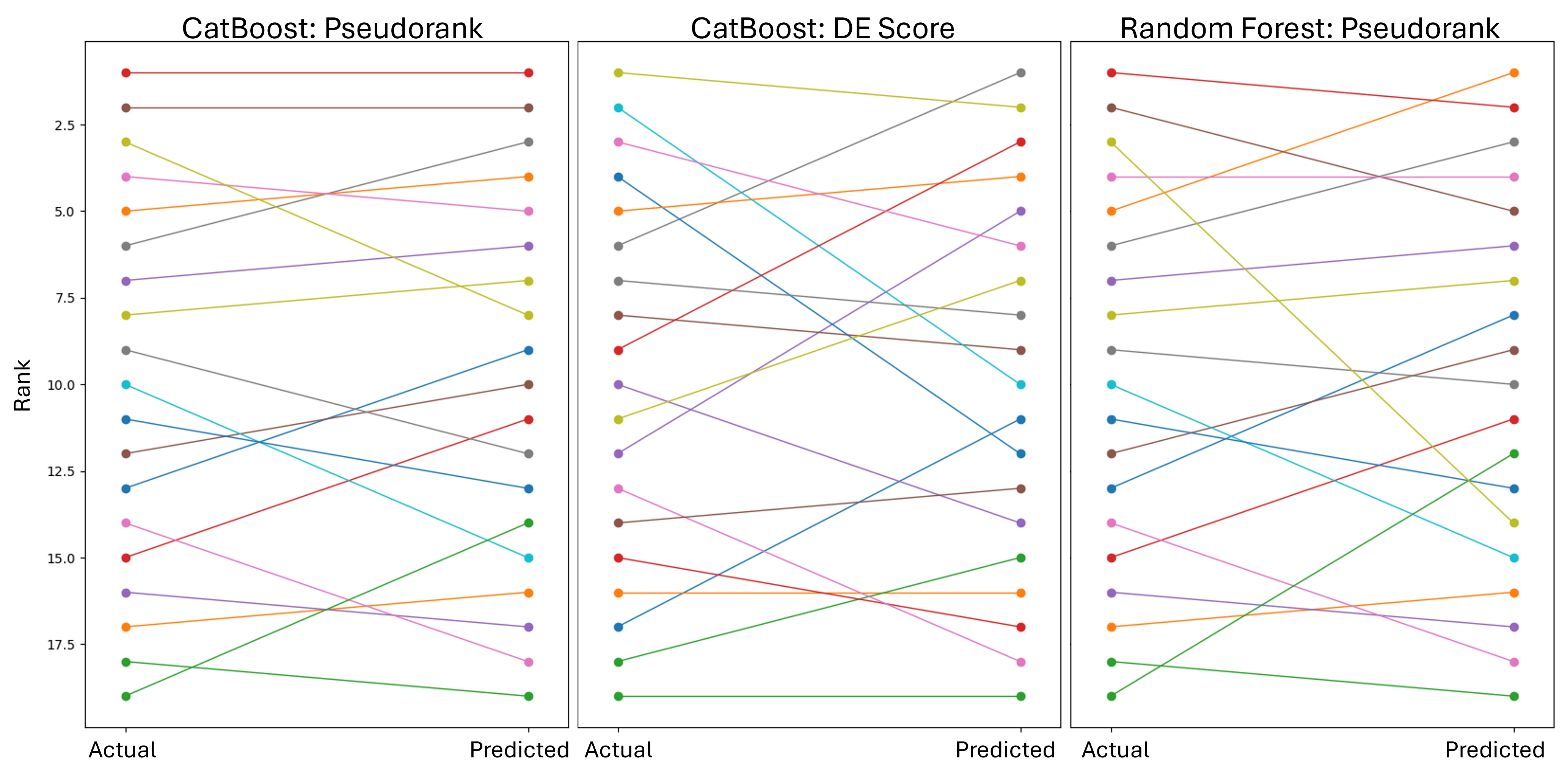 CatBoost: Pseudorank
CatBoost: DE Score
Random Forest: Pseudorank
Rank
2.5
5.0
7.5
10.0
12.5
15.0
17.5
Actual
Predicted
Actual
Predicted
Actual
Predicted